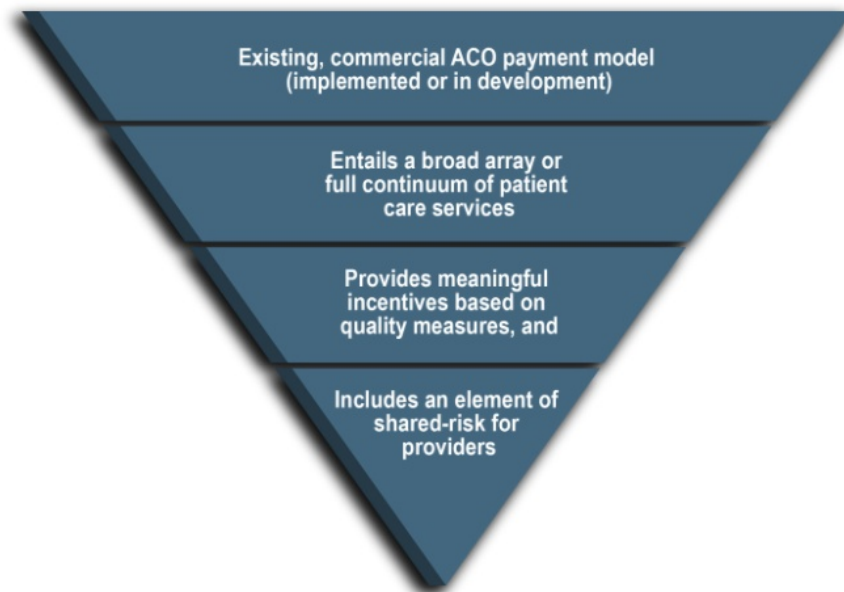 Existing, commercial ACO payment model
(implemented or in development)
Entails a broad array or
full continuum of patient
care services
Provides meaningful
incentives based on
quality measures, and
Includes an element of
shared-risk for
providers